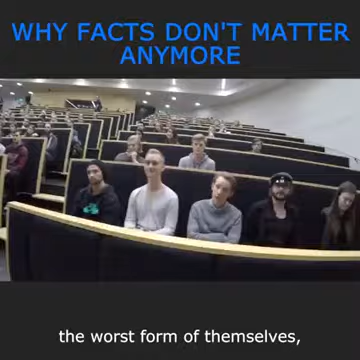 WHY FACTS DON'T MATTER
ANYMORE
the worst form of themselves,